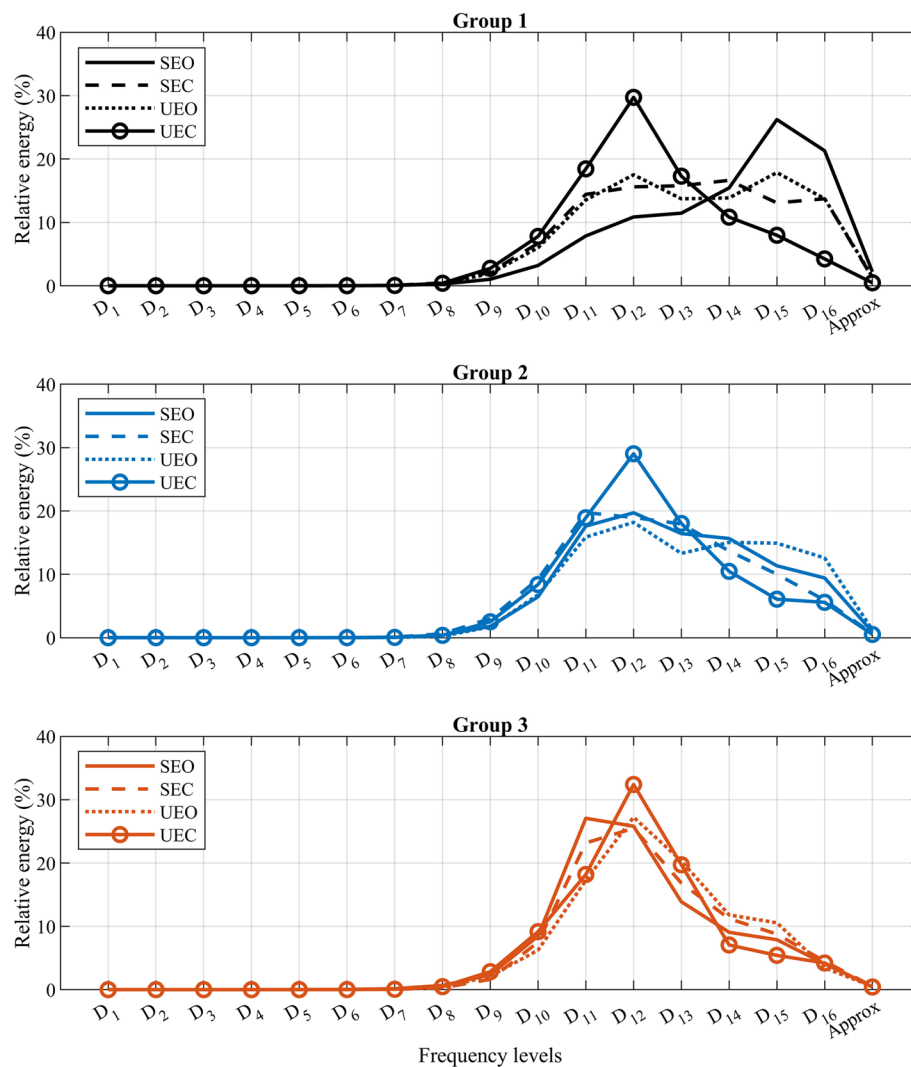 Group 1
40
30
20
10
0
Relative energy (%)
SEO
SEC
UEO
UEC
D1 D2 D3 D4 D5 D6 D7 D8 D9 D10 D11 D12 D13 D14 D15 D16 Approx
Group 2
40
30
20
10
0
Relative energy (%)
SEO
SEC
UEO
UEC
D1 D2 D3 D4 D5 D6 D7 D8 D9 D10 D11 D12 D13 D14 D15 D16 Approx
Group 3
40
30
20
10
0
Relative energy (%)
SEO
SEC
UEO
UEC
D1 D2 D3 D4 D5 D6 D7 D8 D9 D10 D11 D12 D13 D14 D15 D16 Approx
Frequency levels